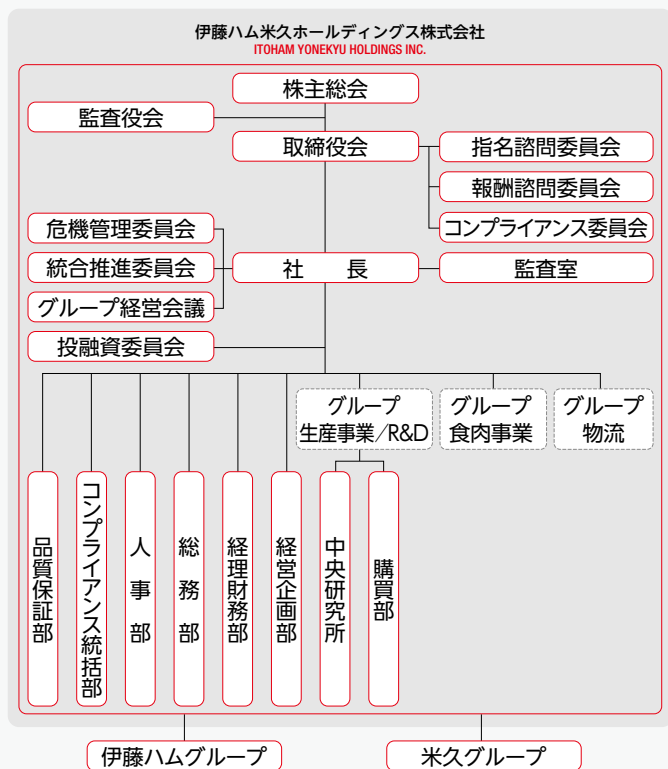 伊藤ハム米久ホールディングス株式会社
ITOHAM YONEKYU HOLDINGS INC.
株主総会
監査役会
取締役会
指名諮問委員会
報酬諮問委員会
コンプライアンス委員会
危機管理委員会
統合推進委員会
グループ経営会議
社 長
監査室
投融資委員会
グループ
生産事業/R&D
グループ
食肉事業
グループ
物流
品質保証部
コンプライアンス統括部
人事部
総務部
経理財務部
経営企画部
中央研究所
購買部
伊藤ハムグループ
米久グループ